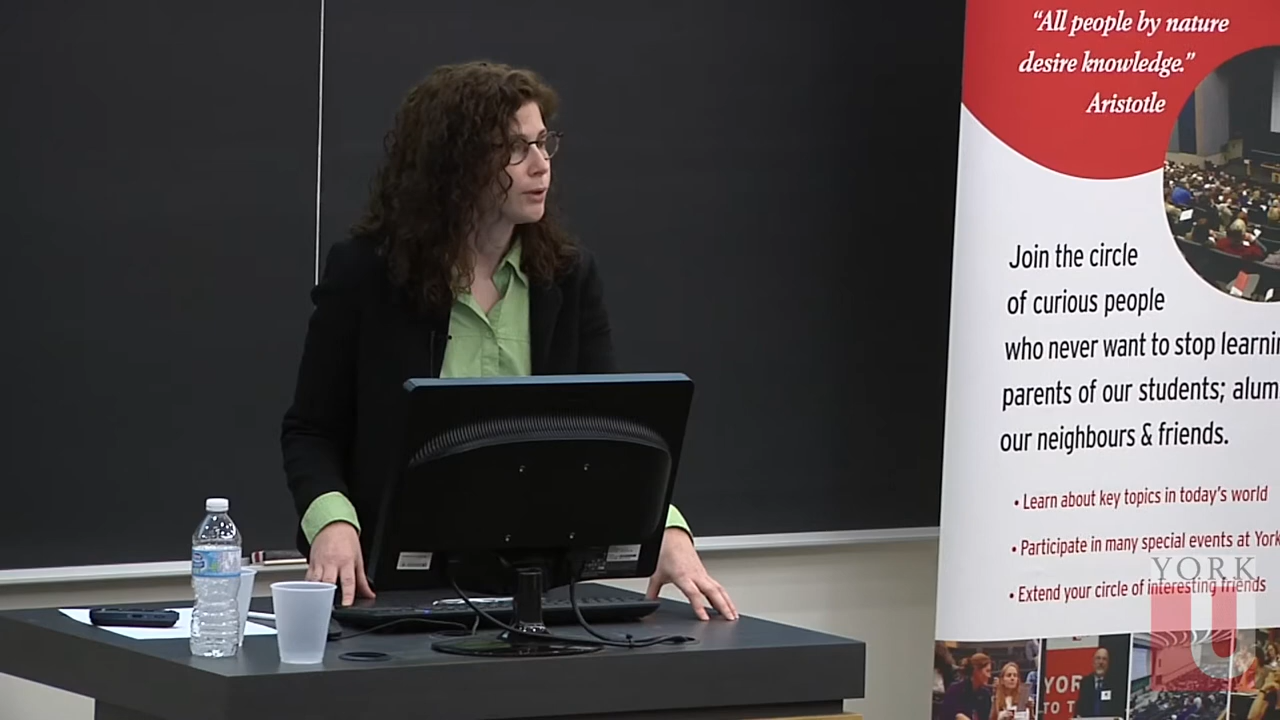 “All people by nature
desire knowledge.”
Aristotle
Join the circle
of curious people
who never want to stop learnin
parents of our students; alum
our neighbours & friends.
• Learn about key topics in today's world
• Participate in many special events at York
• Extend your circle of interesting friends
YORK
U
YOR
TO T